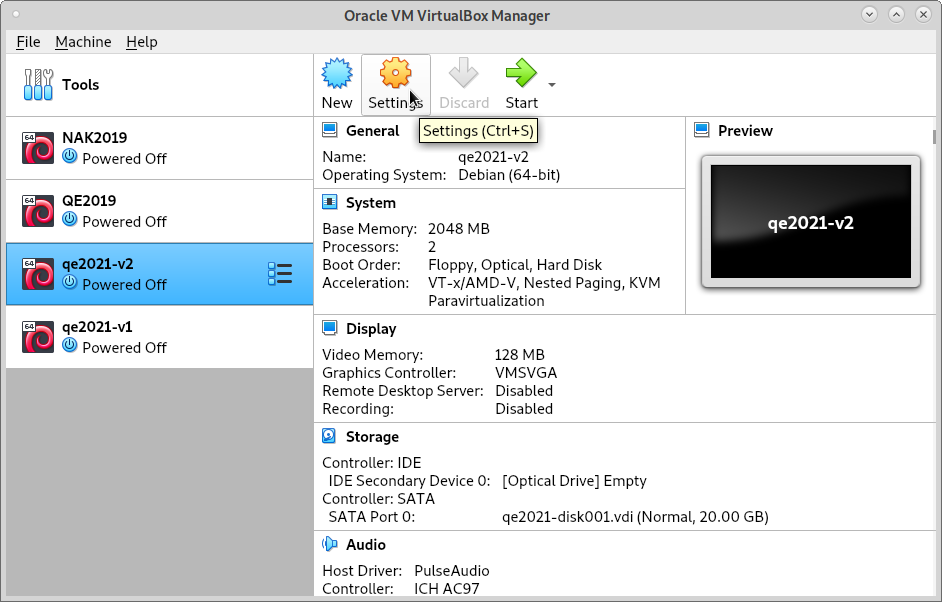 Oracle VM VirtualBox Manager
File Machine Help
Tools
New Settings Discard Start
Settings (Ctrl+S)
64
NAK2019
Powered Off
64
QE2019
Powered Off
64
qe2021-v2
Powered Off
64
qe2021-v1
Powered Off
General
Name: qe2021-v2
Operating System: Debian (64-bit)
System
Base Memory: 2048 MB
Processors: 2
Boot Order: Floppy, Optical, Hard Disk
Acceleration: VT-x/AMD-V, Nested Paging, KVM
Paravirtualization
Preview
qe2021-v2
Display
Video Memory: 128 MB
Graphics Controller: VMSVGA
Remote Desktop Server: Disabled
Recording: Disabled
Storage
Controller: IDE
IDE Secondary Device 0: [Optical Drive] Empty
Controller: SATA
SATA Port 0: qe2021-disk001.vdi (Normal, 20.00 GB)
Audio
Host Driver: PulseAudio
Controller: ICH AC97